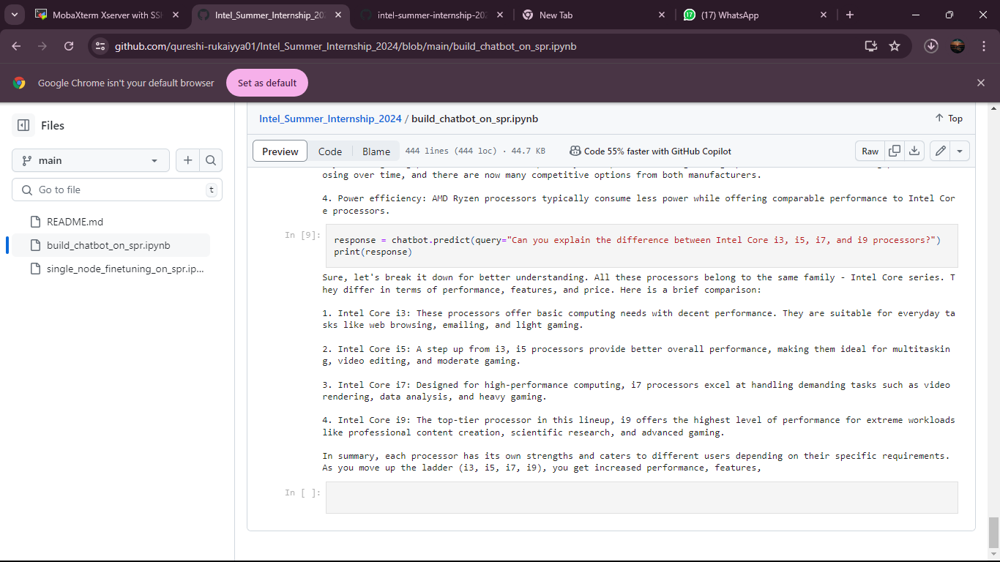 MobaXterm Xserver with SSH
Intel_Summer_Internship_202
intel-summer-internship-202
New Tab
(17) WhatsApp
github.com/qureshi-rukaiyya01/Intel_Summer_Internship_2024/blob/main/build_chatbot_on_spr.ipynb
Google Chrome isn't your default browser
Set as default
Files
main
Go to file
t
README.md
build_chatbot_on_spr.ipynb
single_node_finetuning_on_spr.ip...
Intel_Summer_Internship_2024 / build_chatbot_on_spr.ipynb
Top
Preview
Code
Blame
444 lines (444 loc) · 44.7 KB
Code 55% faster with GitHub Copilot
Raw
osing over time, and there are now many competitive options from both manufacturers.
4. Power efficiency: AMD Ryzen processors typically consume less power while offering comparable performance to Intel Cor
e processors.
In [9]:
response = chatbot.predict(query="Can you explain the difference between Intel Core i3, i5, i7, and i9 processors?")
print(response)
Sure, let's break it down for better understanding. All these processors belong to the same family - Intel Core series. T
hey differ in terms of performance, features, and price. Here is a brief comparison:
1. Intel Core i3: These processors offer basic computing needs with decent performance. They are suitable for everyday ta
sks like web browsing, emailing, and light gaming.
2. Intel Core i5: A step up from i3, i5 processors provide better overall performance, making them ideal for multitaskin
g, video editing, and moderate gaming.
3. Intel Core i7: Designed for high-performance computing, i7 processors excel at handling demanding tasks such as video
rendering, data analysis, and heavy gaming.
4. Intel Core i9: The top-tier processor in this lineup, i9 offers the highest level of performance for extreme workloads
like professional content creation, scientific research, and advanced gaming.
In summary, each processor has its own strengths and caters to different users depending on their specific requirements.
As you move up the ladder (i3, i5, i7, i9), you get increased performance, features,
In [ ]: